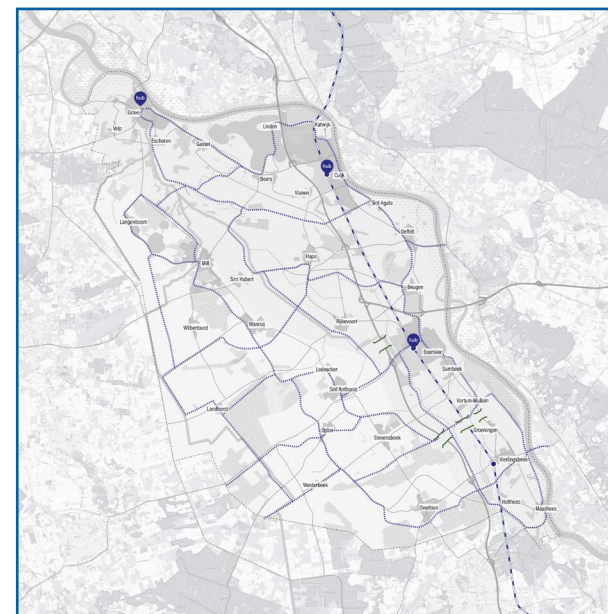 hub
Grave
Velp
Escharen
Gassel
Linden
Katwijk
Beers
hub
Cuijk
Vianen
Sint Agata
Langenboom
Oeffelt
Mill
Haps
Sint Hubert
Beugen
Wilbertoord
Wanroij
Rijkevoort
hub
Boxmeer
Sambeek
Ledeacker
Sint Anthonis
Vortum-Mullem
Landhorst
Oploo
Stevensbeek
Groeningen
Vierlingsbeek
Westerbeek
Overloon
Holthees
Maashees